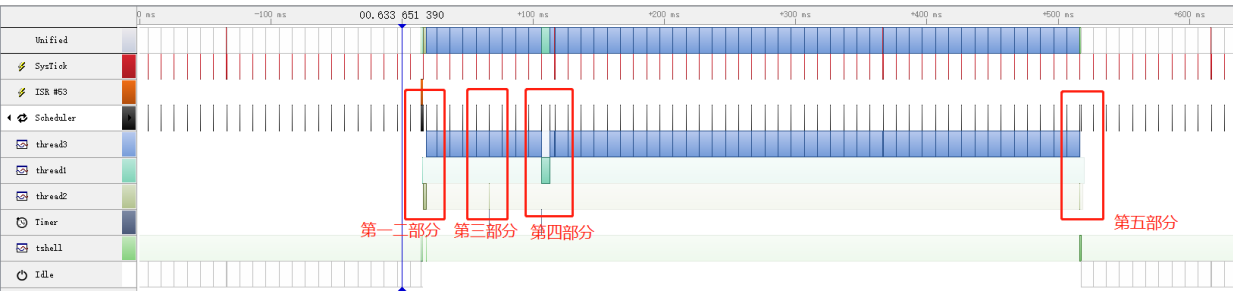 0 ms -100 ms 00.633 651 390 +100 ms +200 ms +300 ms +400 ms +500 ms +600 ms
Unified
SysTick
ISR #53
Scheduler
thread3
thread1
thread2
Timer
第一二部分 第三部分 第四部分 第五部分
tshell
Idle